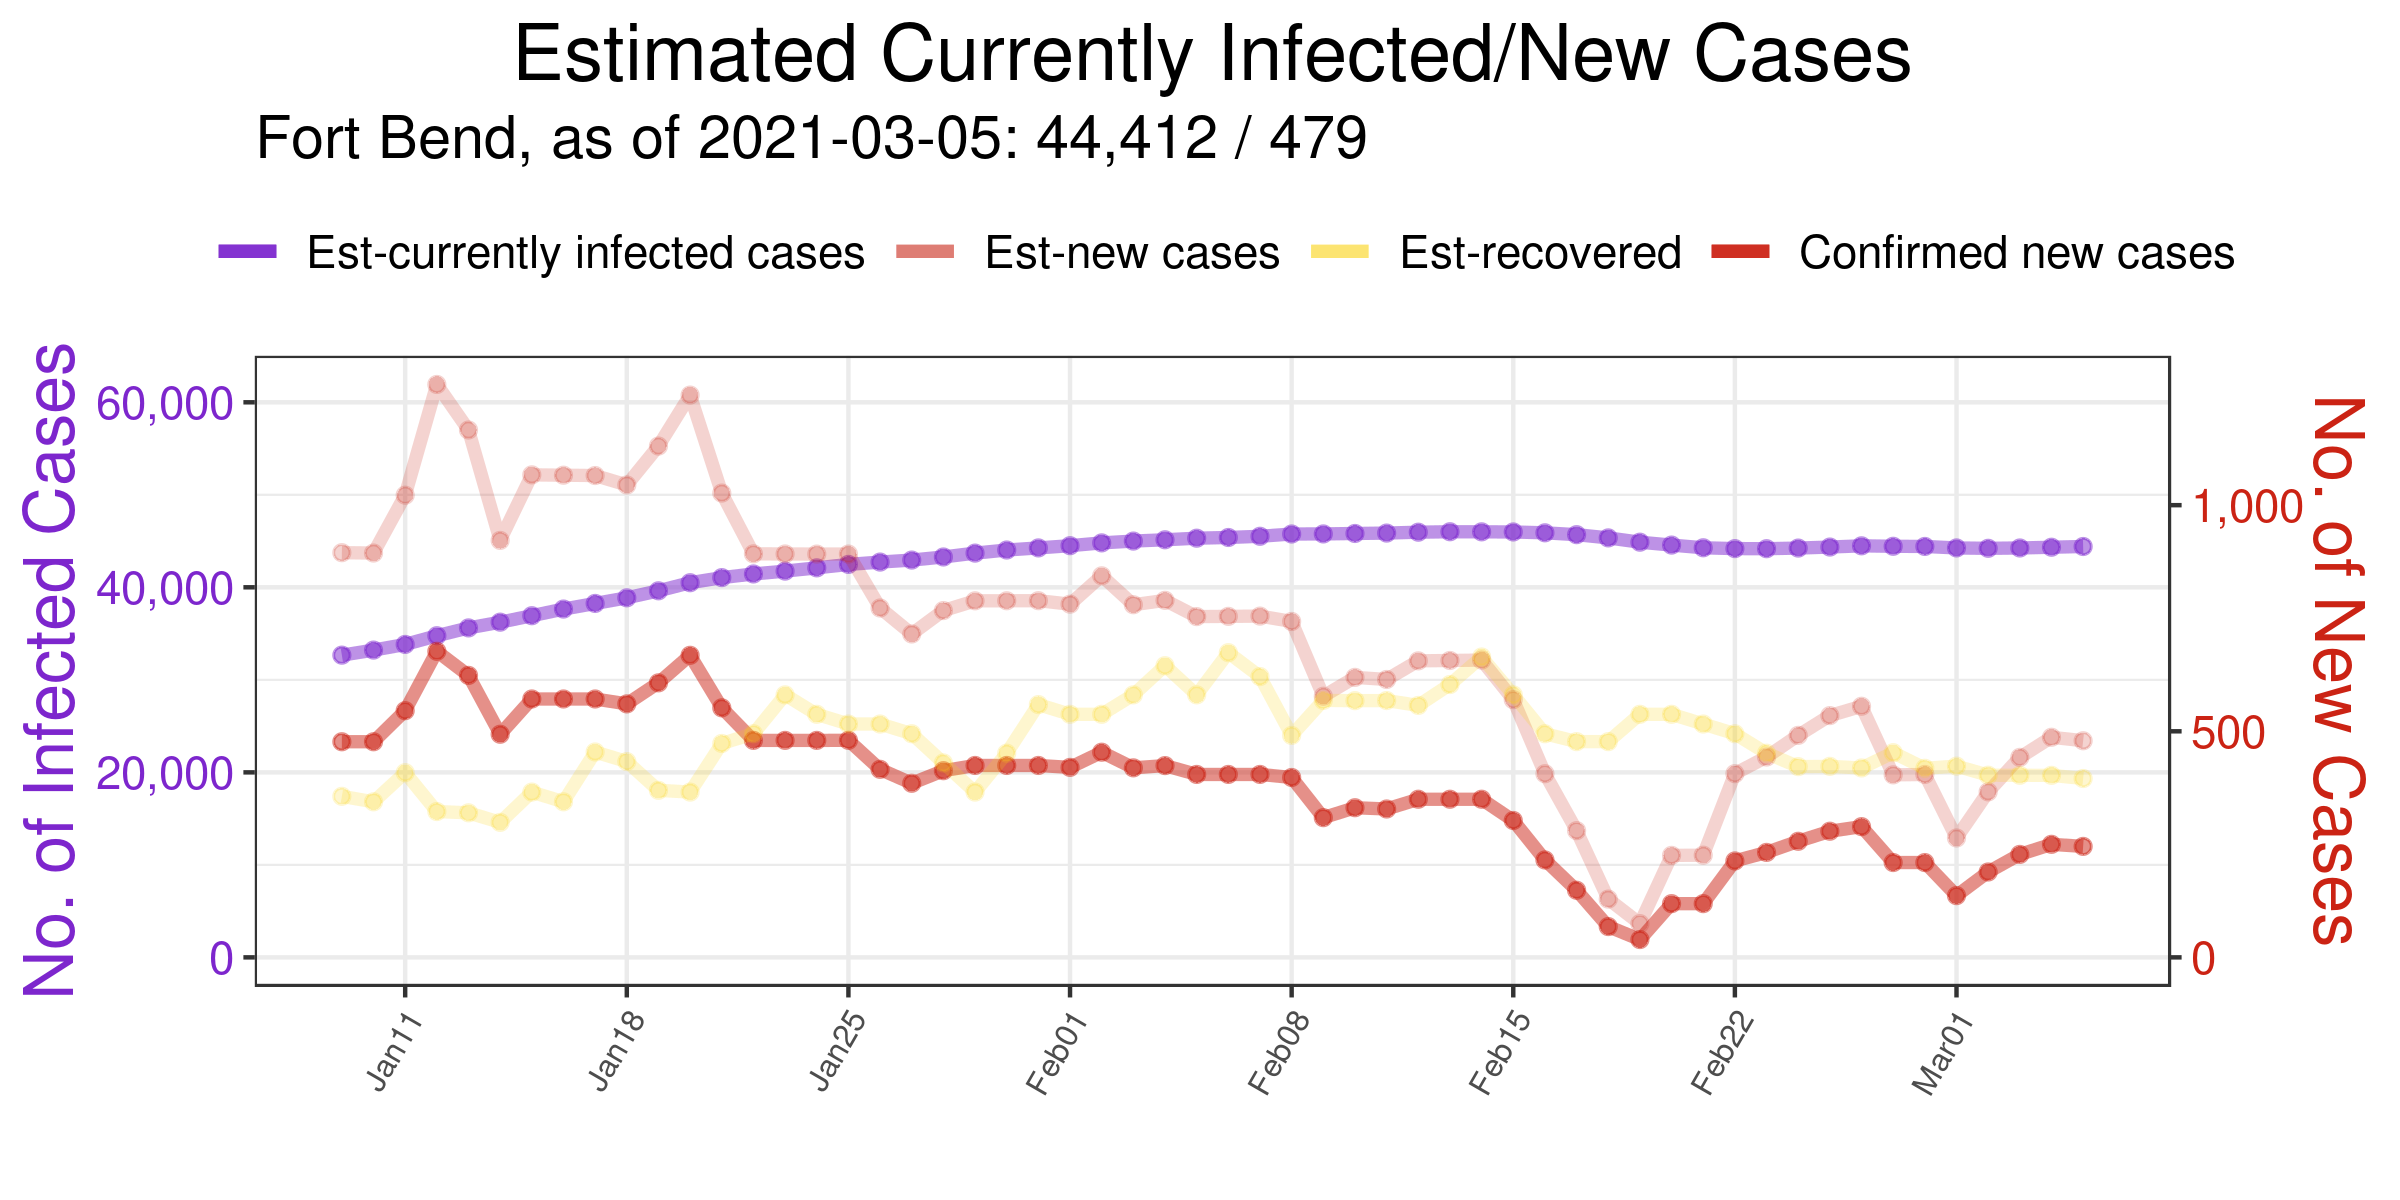 Estimated Currently Infected/New Cases
Fort Bend, as of 2021-03-05: 44,412 / 479
Est-currently infected cases Est-new cases Est-recovered Confirmed new cases
No. of Infected Cases
60,000
40,000
20,000
0
No. of New Cases
1,000
500
0
Jan11 Jan18 Jan25 Feb01 Feb08 Feb15 Feb22 Mar01